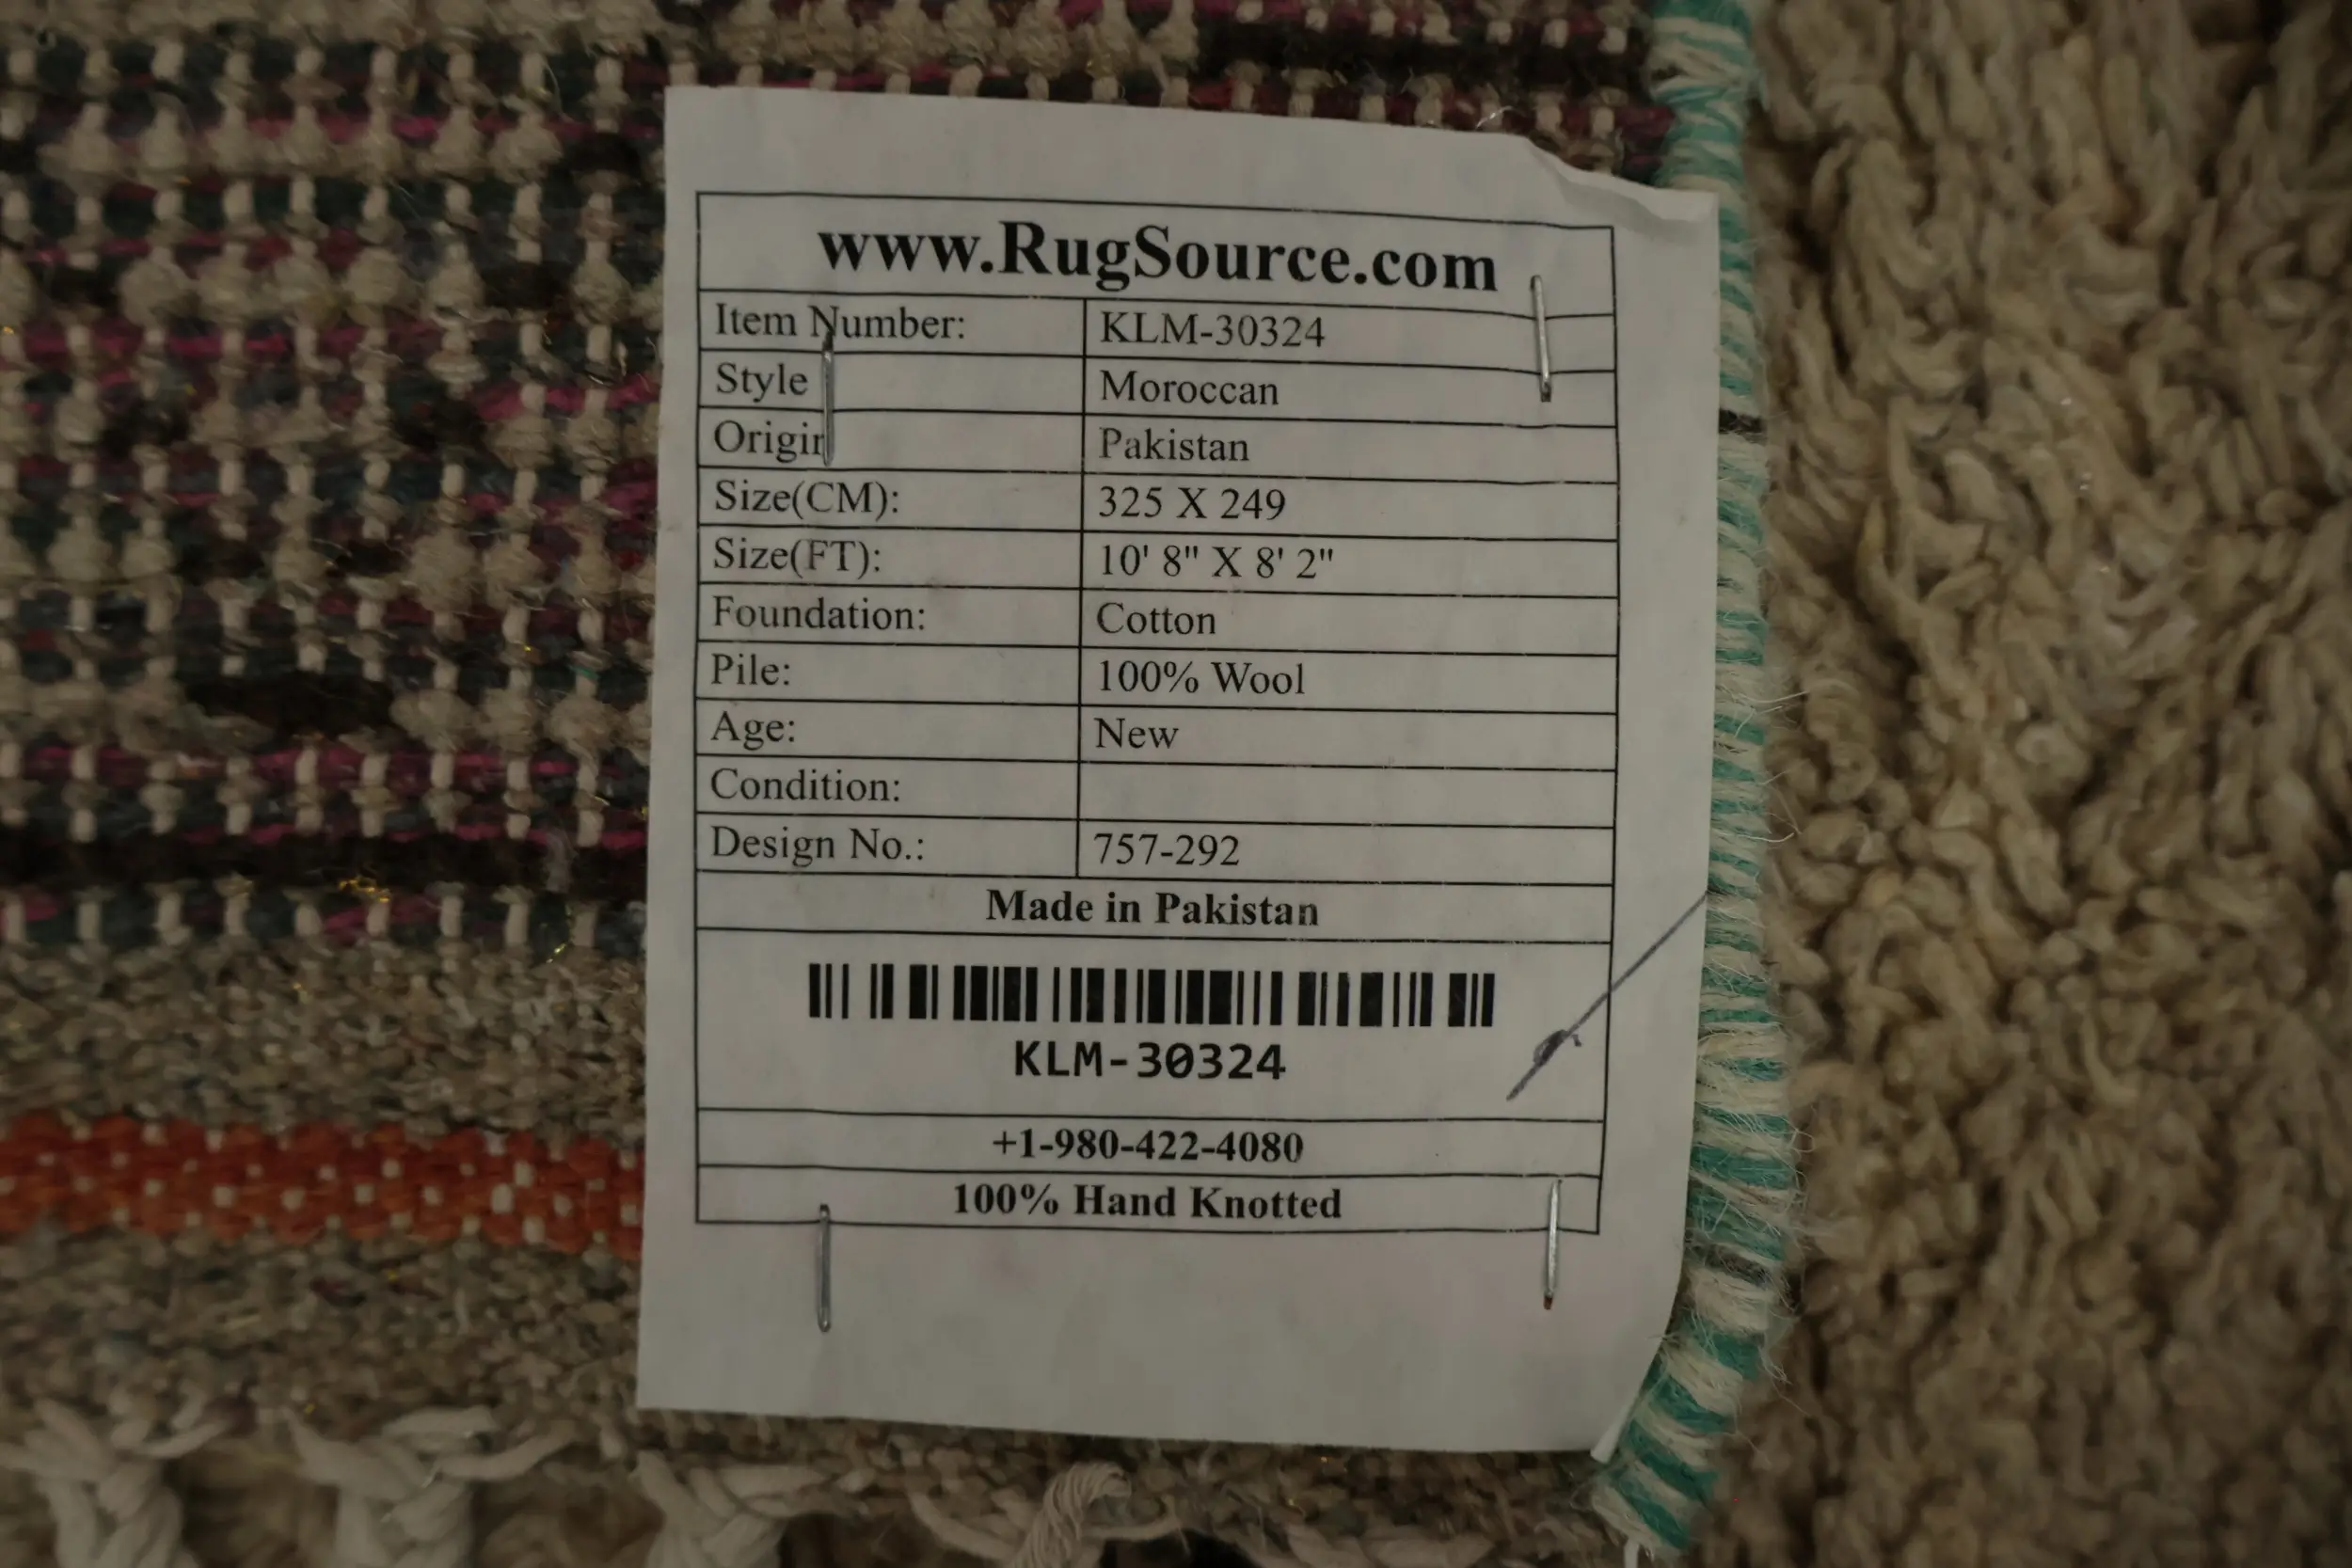 www.RugSource.com
Item Number: KLM-30324
Style Moroccan
Origin Pakistan
Size(CM): 325 X 249
Size(FT): 10' 8" X 8' 2"
Foundation: Cotton
Pile: 100% Wool
Age: New
Condition:
Design No.: 757-292
Made in Pakistan
KLM-30324
+1-980-422-4080
100% Hand Knotted